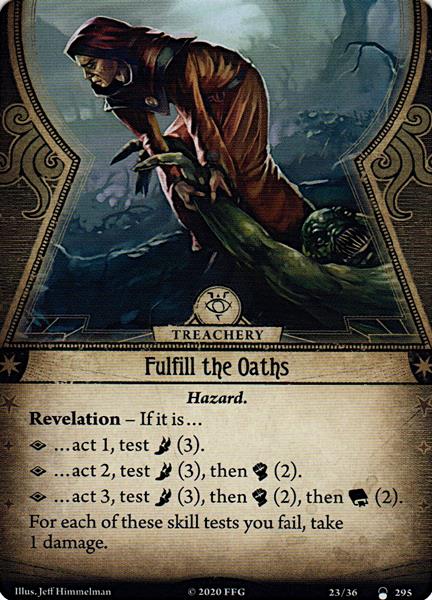 TREACHERY
Fulfill the Oaths
Hazard.
Revelation – If it is…
…act 1, test (3).
…act 2, test (3), then (2).
…act 3, test (3), then (2), then (2).
For each of these skill tests you fail, take
1 damage.
Illus. Jeff Himmelman © 2020 FFG 23/36 295